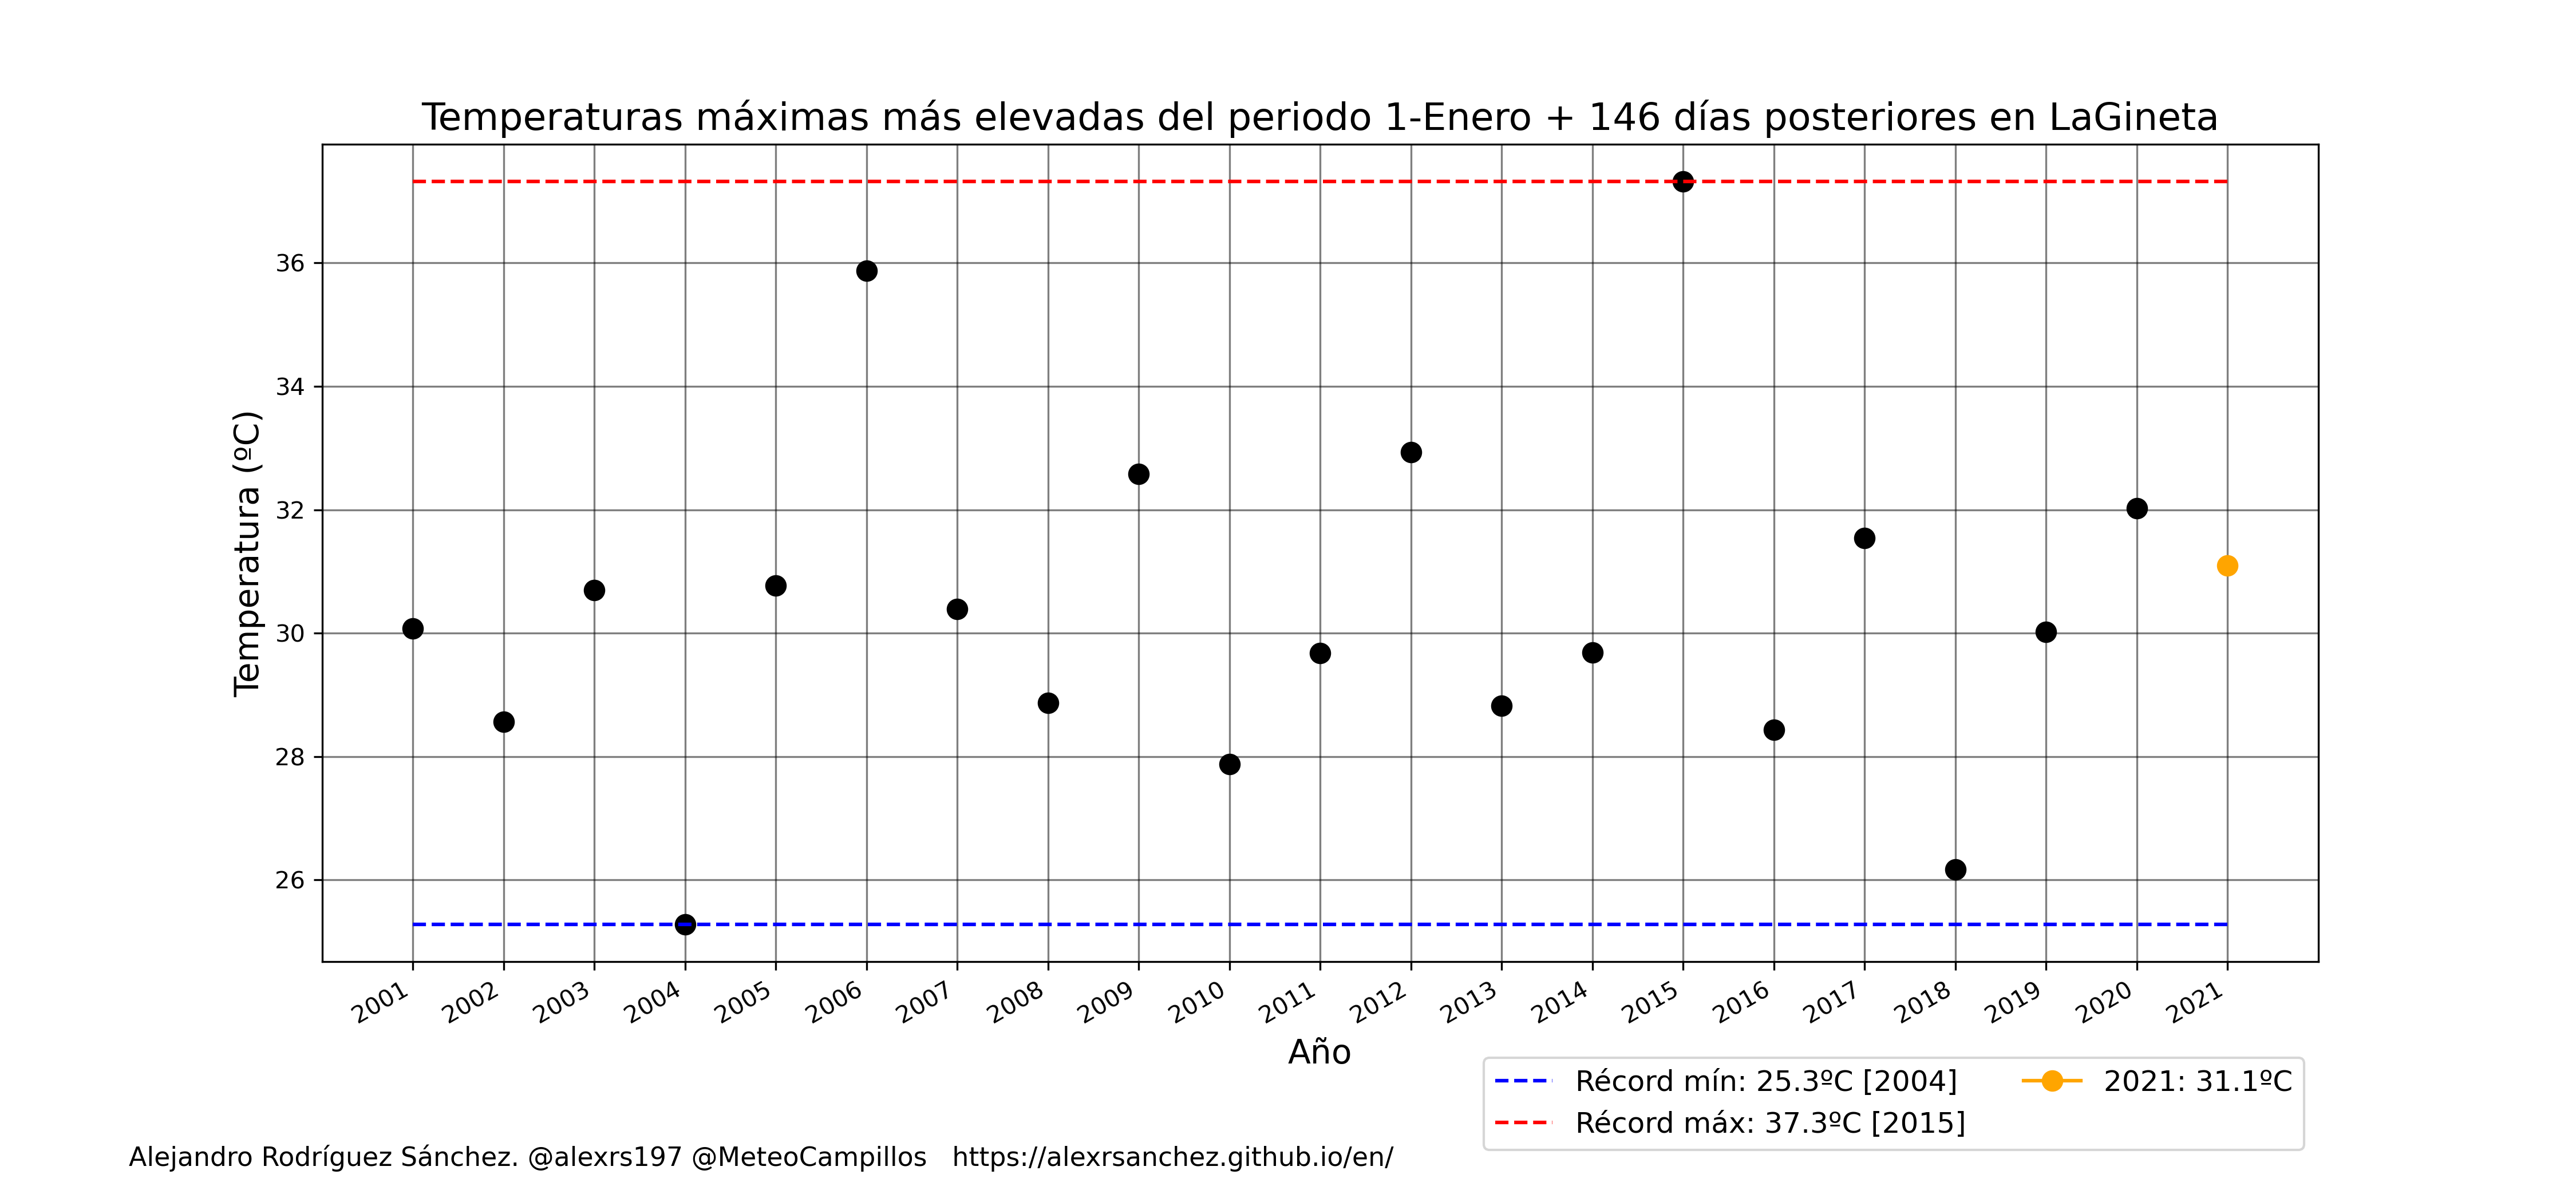 Temperaturas máximas más elevadas del periodo 1-Enero + 146 días posteriores en LaGineta
Temperatura (ºC)
36
34
32
30
28
26
2001 2002 2003 2004 2005 2006 2007 2008 2009 2010 2011 2012 2013 2014 2015 2016 2017 2018 2019 2020 2021
Año
Récord mín: 25.3ºC [2004]
Récord máx: 37.3ºC [2015]
2021: 31.1ºC
Alejandro Rodríguez Sánchez. @alexrs197 @MeteoCampillos https://alexrsanchez.github.io/en/